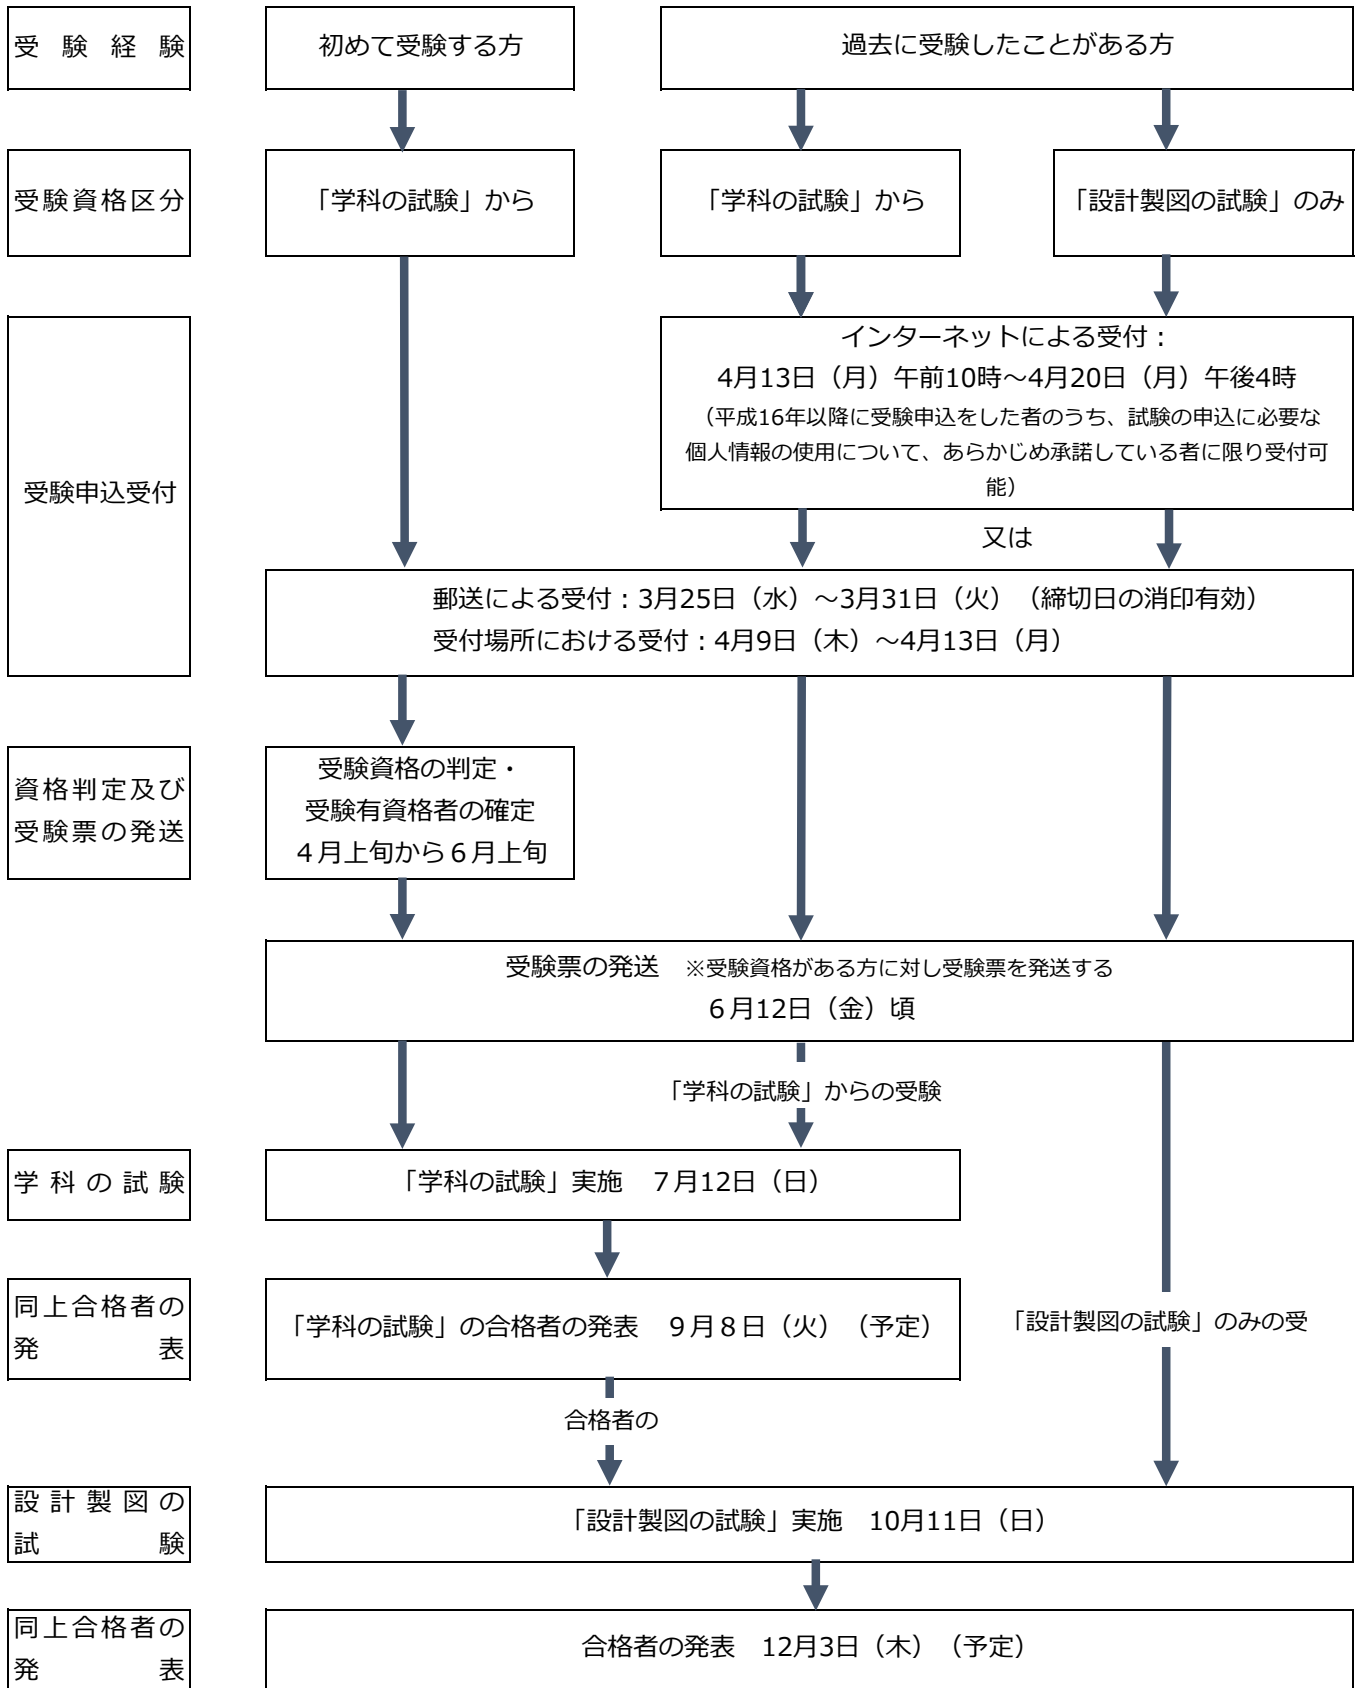 受験経験
初めて受験する方
過去に受験したことがある方
受験資格区分
「学科の試験」から
「学科の試験」から
「設計製図の試験」のみ
受験申込受付
インターネットによる受付：
4月13日（月）午前10時～4月20日（月）午後4時
（平成16年以降に受験申込をした者のうち、試験の申込に必要な
個人情報の使用について、あらかじめ承諾している者に限り受付可
能）
又は
郵送による受付：3月25日（水）～3月31日（火）（締切日の消印有効）
受付場所における受付：4月9日（木）～4月13日（月）
資格判定及び
受験票の発送
受験資格の判定・
受験有資格者の確定
４月上旬から６月上旬
受験票の発送　※受験資格がある方に対し受験票を発送する
６月12日（金）頃
「学科の試験」からの受験
学科の試験
「学科の試験」実施　７月12日（日）
同上合格者の
発表
「学科の試験」の合格者の発表　９月８日（火）（予定）
「設計製図の試験」のみの受
合格者の
設計製図の
試験
「設計製図の試験」実施　10月11日（日）
同上合格者の
発表
合格者の発表　12月3日（木）（予定）